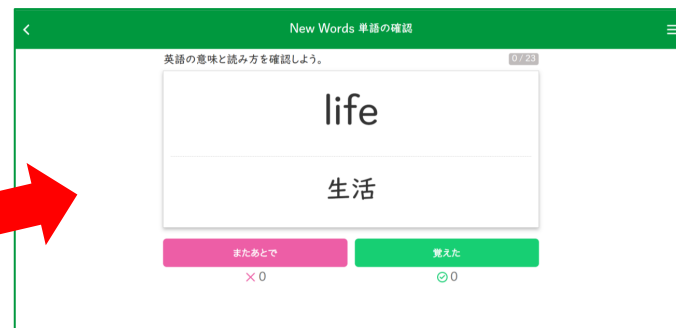 New Words 単語の確認
英語の意味と読み方を確認しよう。
0 / 23
life
生活
またあとで
覚えた
0
0